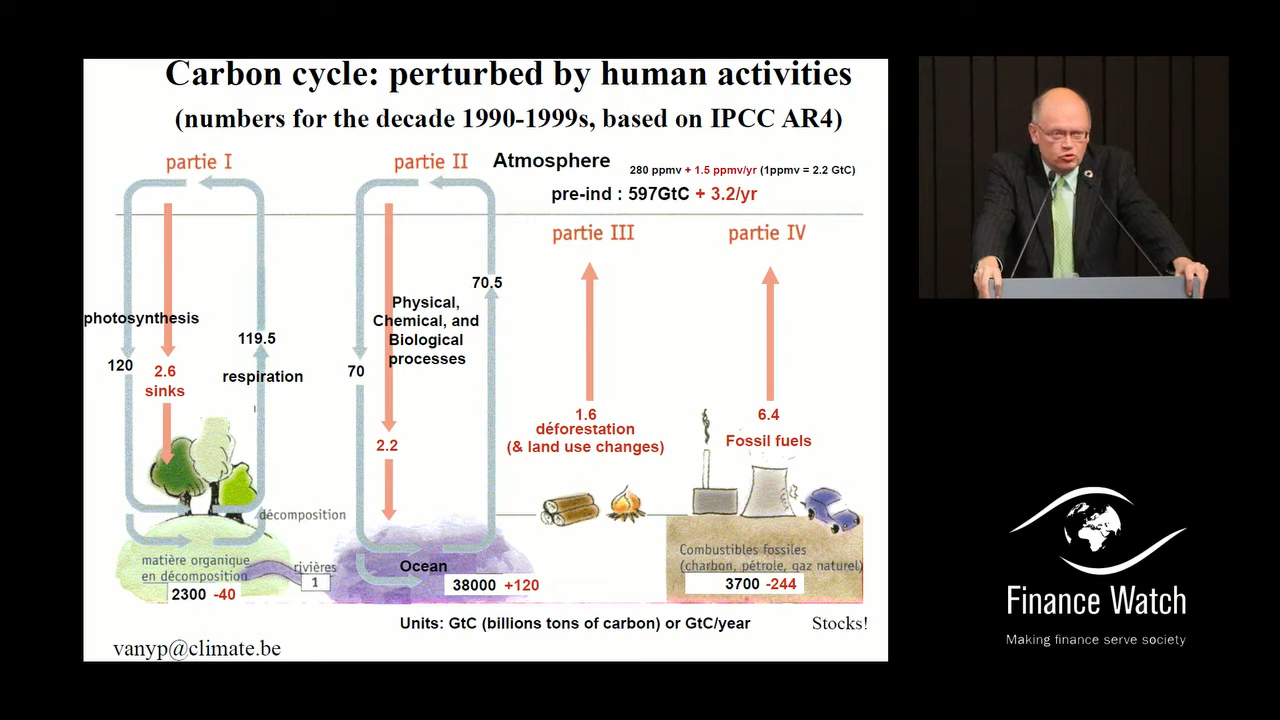 Carbon cycle: perturbed by human activities
(numbers for the decade 1990-1999s, based on IPCC AR4)
partie I
partie II
Atmosphere
280 ppmv + 1.5 ppmv/yr (1ppmv = 2.2 GtC)
pre-ind : 597GtC + 3.2/yr
partie III
partie IV
photosynthesis
120
2.6
sinks
119.5
respiration
70
Physical,
Chemical, and
Biological
processes
70.5
2.2
1.6
déforestation
(& land use changes)
6.4
Fossil fuels
décomposition
matière organique
en décomposition
2300 -40
rivières
1
Ocean
38000 +120
Combustibles fossiles
(charbon, pétrole, gaz naturel)
3700 -244
Units: GtC (billions tons of carbon) or GtC/year
Stocks!
vanyp@climate.be
Finance Watch
Making finance serve society